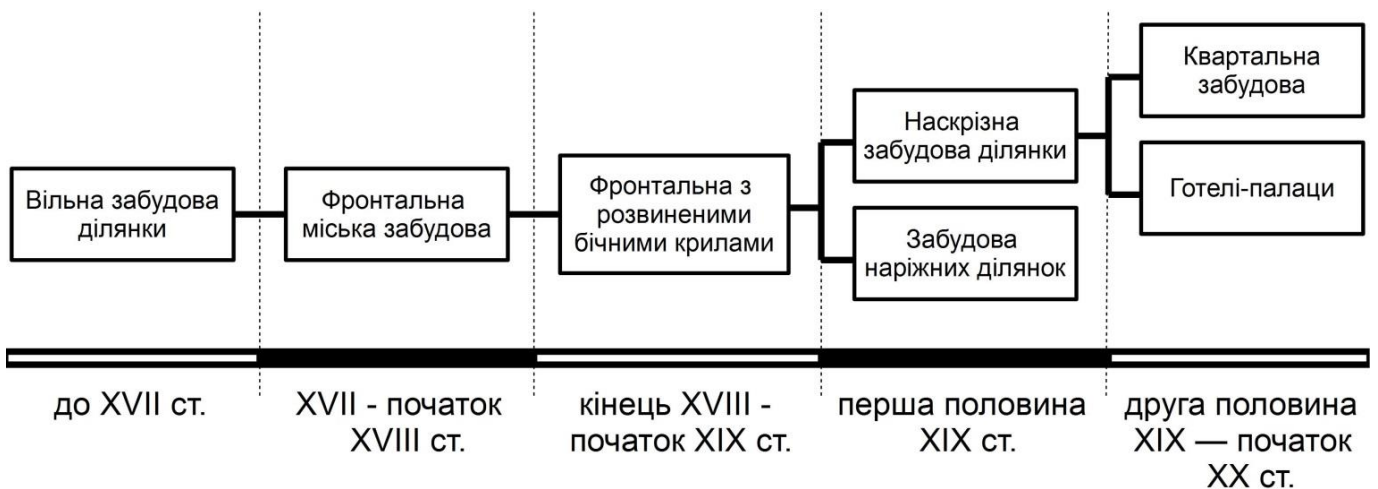 Вільна забудова
ділянки
Фронтальна
міська забудова
Фронтальна з
розвиненими
бічними крилами
Наскрізна
забудова ділянки
Забудова
наріжних ділянок
Квартальна
забудова
Готелі-палаци
до XVII ст.
XVII - початок
XVIII ст.
кінець XVIII -
початок XIX ст.
перша половина
XIX ст.
друга половина
XIX — початок
XX ст.